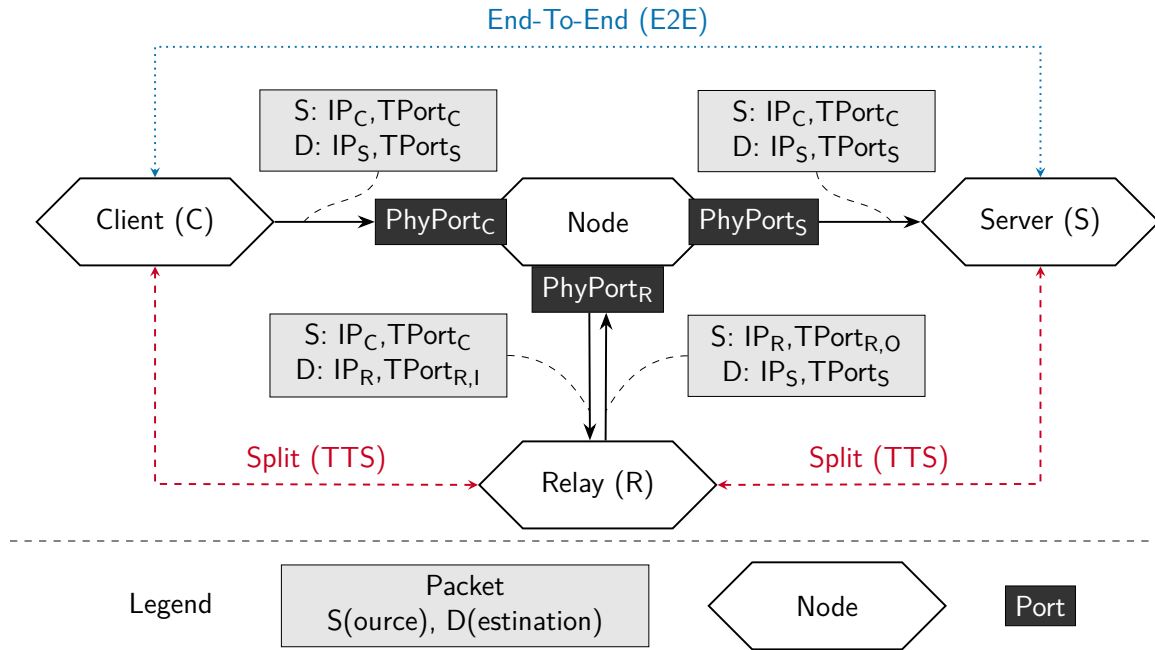 End-To-End (E2E)
S: IP_C,TPort_C
D: IP_S,TPort_S
S: IP_C,TPort_C
D: IP_S,TPort_S
Client (C)
PhyPort_C
Node
PhyPort_S
Server (S)
PhyPort_R
S: IP_C,TPort_C
D: IP_R,TPort_R,I
S: IP_R,TPort_R,O
D: IP_S,TPort_S
Split (TTS)
Split (TTS)
Relay (R)
Legend
Packet
S(ource), D(estination)
Node
Port